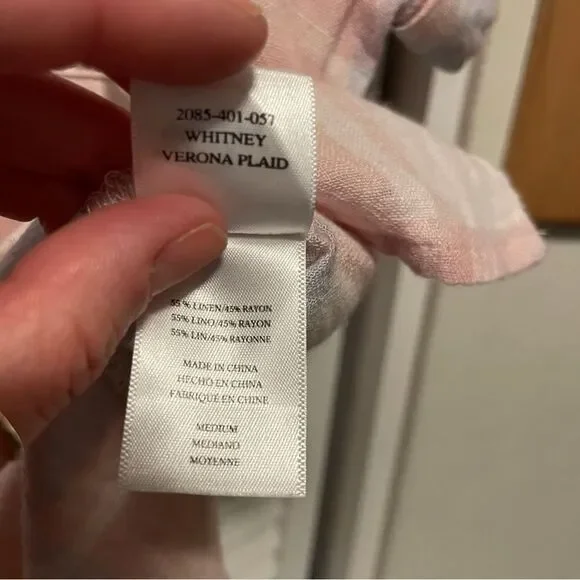 2085-401-057
WHITNEY
VERONA PLAID
55% LINEN/45% RAYON
55% LINO/45% RAYON
55% LIN/45% RAYONNE
MADE IN CHINA
HECHO EN CHINA
FABRIQUE EN CHINE
MEDIUM
MEDIANO
MOYENNE